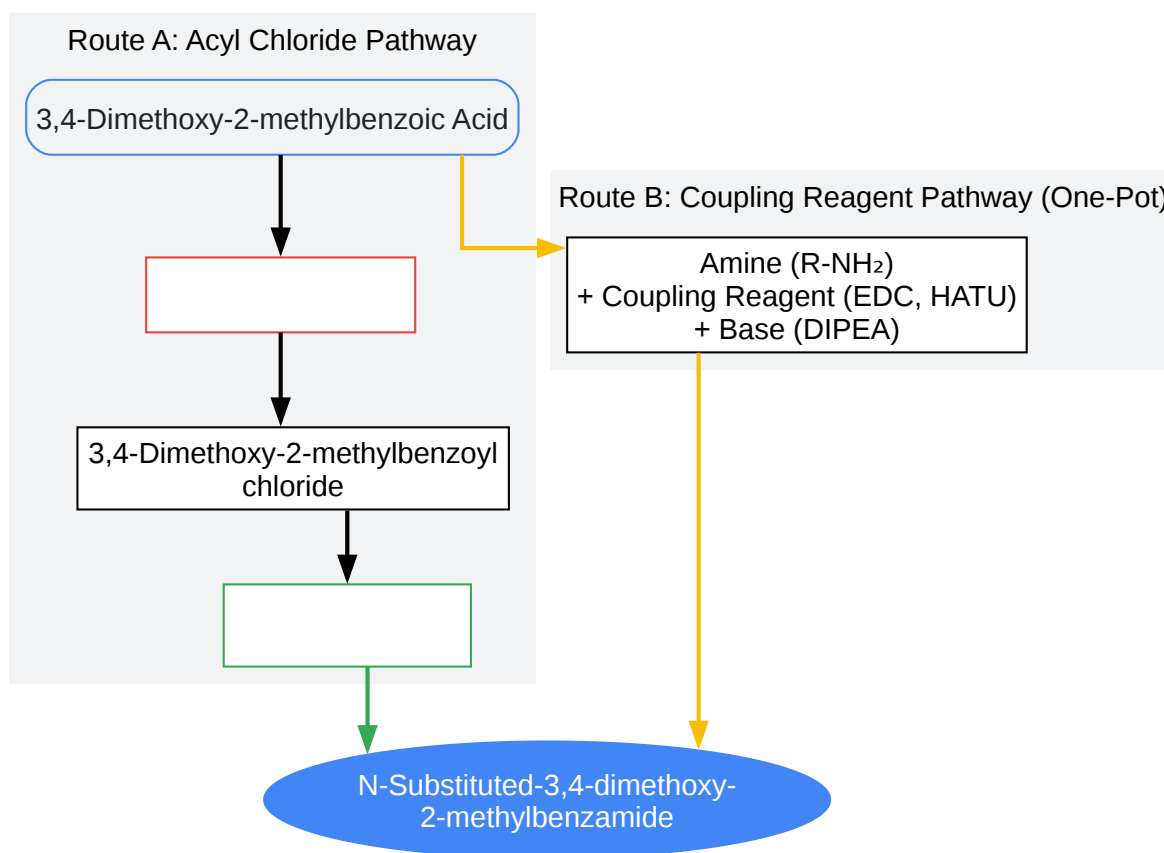 Route A: Acyl Chloride Pathway
3,4-Dimethoxy-2-methylbenzoic Acid
Route B: Coupling Reagent Pathway (One-Pot)
Amine (R-NH₂)
+ Coupling Reagent (EDC, HATU)
+ Base (DIPEA)
3,4-Dimethoxy-2-methylbenzoyl
chloride
N-Substituted-3,4-dimethoxy-
2-methylbenzamide